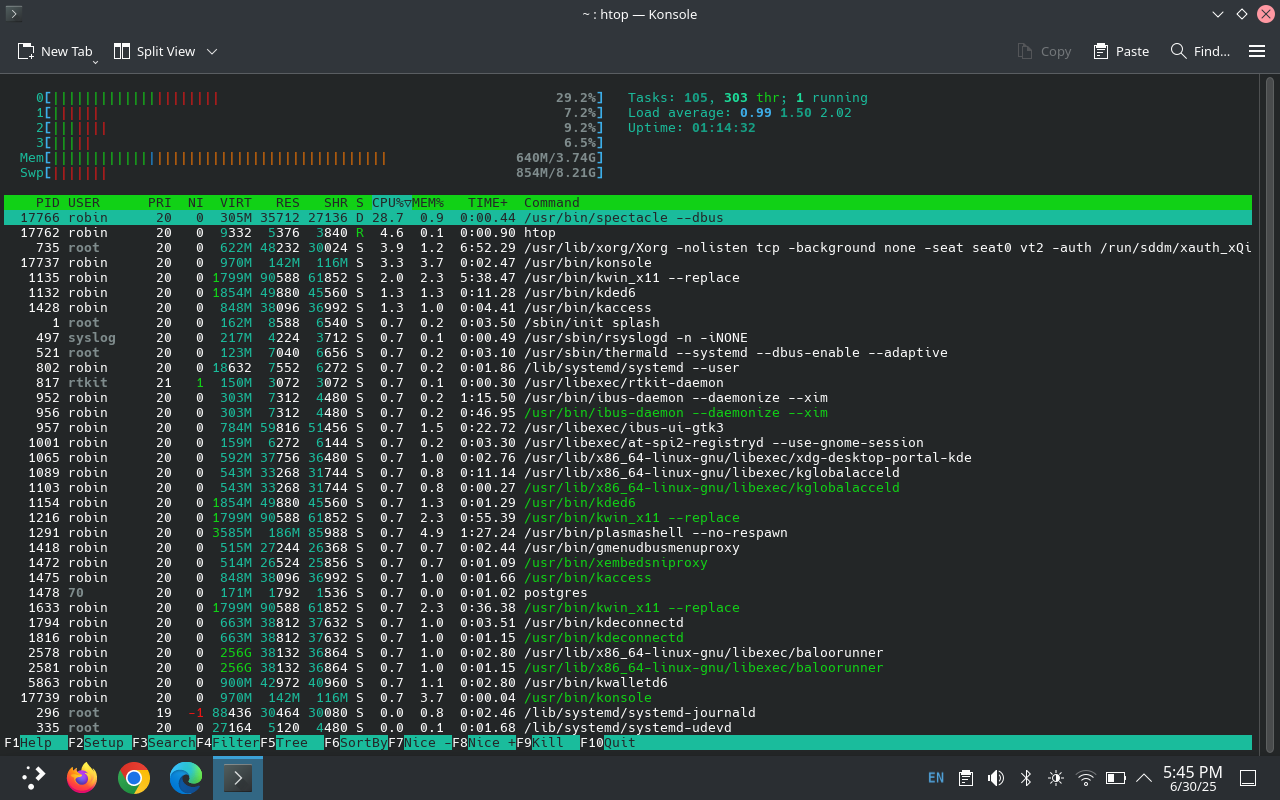 ~ : htop — Konsole
New Tab Split View Copy Paste Find...
0[||||||||||||||||||||| 29.2%] Tasks: 105, 303 thr; 1 running
1[|||||| 7.2%] Load average: 0.99 1.50 2.02
2[||||||| 9.2%] Uptime: 01:14:32
3[||||| 6.5%]
Mem[|||||||||||||||||||||||||||||||||||||||||| 640M/3.74G]
Swp[||||||| 854M/8.21G]
PID USER PRI NI VIRT RES SHR S CPU%▽MEM% TIME+ Command
17766 robin 20 0 305M 35712 27136 D 28.7 0.9 0:00.44 /usr/bin/spectacle --dbus
17762 robin 20 0 9332 5376 3840 R 4.6 0.1 0:00.90 htop
735 root 20 0 622M 48232 30024 S 3.9 1.2 6:52.29 /usr/lib/xorg/Xorg -nolisten tcp -background none -seat seat0 vt2 -auth /run/sddm/xauth_xQi
17737 robin 20 0 970M 142M 116M S 3.3 3.7 0:02.47 /usr/bin/konsole
1135 robin 20 0 1799M 90588 61852 S 2.0 2.3 5:38.47 /usr/bin/kwin_x11 --replace
1132 robin 20 0 1854M 49880 45560 S 1.3 1.3 0:11.28 /usr/bin/kded6
1428 robin 20 0 848M 38096 36992 S 1.3 1.0 0:04.41 /usr/bin/kaccess
1 root 20 0 162M 8588 6540 S 0.7 0.2 0:03.50 /sbin/init splash
497 syslog 20 0 217M 4224 3712 S 0.7 0.1 0:00.49 /usr/sbin/rsyslogd -n -iNONE
521 root 20 0 123M 7040 6656 S 0.7 0.2 0:03.10 /usr/sbin/thermald --systemd --dbus-enable --adaptive
802 robin 20 0 18632 7552 6272 S 0.7 0.2 0:01.86 /lib/systemd/systemd --user
817 rtkit 21 1 150M 3072 3072 S 0.7 0.1 0:00.30 /usr/libexec/rtkit-daemon
952 robin 20 0 303M 7312 4480 S 0.7 0.2 1:15.50 /usr/bin/ibus-daemon --daemonize --xim
956 robin 20 0 303M 7312 4480 S 0.7 0.2 0:46.95 /usr/bin/ibus-daemon --daemonize --xim
957 robin 20 0 784M 59816 51456 S 0.7 1.5 0:22.72 /usr/libexec/ibus-ui-gtk3
1001 robin 20 0 159M 6272 6144 S 0.7 0.2 0:03.30 /usr/libexec/at-spi2-registryd --use-gnome-session
1065 robin 20 0 592M 37756 36480 S 0.7 1.0 0:02.76 /usr/lib/x86_64-linux-gnu/libexec/xdg-desktop-portal-kde
1089 robin 20 0 543M 33268 31744 S 0.7 0.8 0:11.14 /usr/lib/x86_64-linux-gnu/libexec/kglobalacceld
1103 robin 20 0 543M 33268 31744 S 0.7 0.8 0:00.27 /usr/lib/x86_64-linux-gnu/libexec/kglobalacceld
1154 robin 20 0 1854M 49880 45560 S 0.7 1.3 0:01.29 /usr/bin/kded6
1216 robin 20 0 1799M 90588 61852 S 0.7 2.3 0:55.39 /usr/bin/kwin_x11 --replace
1291 robin 20 0 3585M 186M 85988 S 0.7 4.9 1:27.24 /usr/bin/plasmashell --no-respawn
1418 robin 20 0 515M 27244 26368 S 0.7 0.7 0:02.44 /usr/bin/gmenudbusmenuproxy
1472 robin 20 0 514M 26524 25856 S 0.7 0.7 0:01.09 /usr/bin/xembedsniproxy
1475 robin 20 0 848M 38096 36992 S 0.7 1.0 0:01.66 /usr/bin/kaccess
1478 70 20 0 171M 1792 1536 S 0.7 0.0 0:01.02 postgres
1633 robin 20 0 1799M 90588 61852 S 0.7 2.3 0:36.38 /usr/bin/kwin_x11 --replace
1794 robin 20 0 663M 38812 37632 S 0.7 1.0 0:03.51 /usr/bin/kdeconnectd
1816 robin 20 0 663M 38812 37632 S 0.7 1.0 0:01.15 /usr/bin/kdeconnectd
2578 robin 20 0 256G 38132 36864 S 0.7 1.0 0:02.80 /usr/lib/x86_64-linux-gnu/libexec/baloorunner
2581 robin 20 0 256G 38132 36864 S 0.7 1.0 0:01.15 /usr/lib/x86_64-linux-gnu/libexec/baloorunner
5863 robin 20 0 900M 42972 40960 S 0.7 1.1 0:02.80 /usr/bin/kwalletd6
17739 robin 20 0 970M 142M 116M S 0.7 3.7 0:00.04 /usr/bin/konsole
296 root 19 -1 88436 30464 30080 S 0.0 0.8 0:02.46 /lib/systemd/systemd-journald
335 root 20 0 27164 5120 4480 S 0.0 0.1 0:01.68 /lib/systemd/systemd-udevd
F1Help F2Setup F3SearchF4FilterF5Tree F6SortByF7Nice -F8Nice +F9Kill F10Quit
EN 5:45 PM
6/30/25